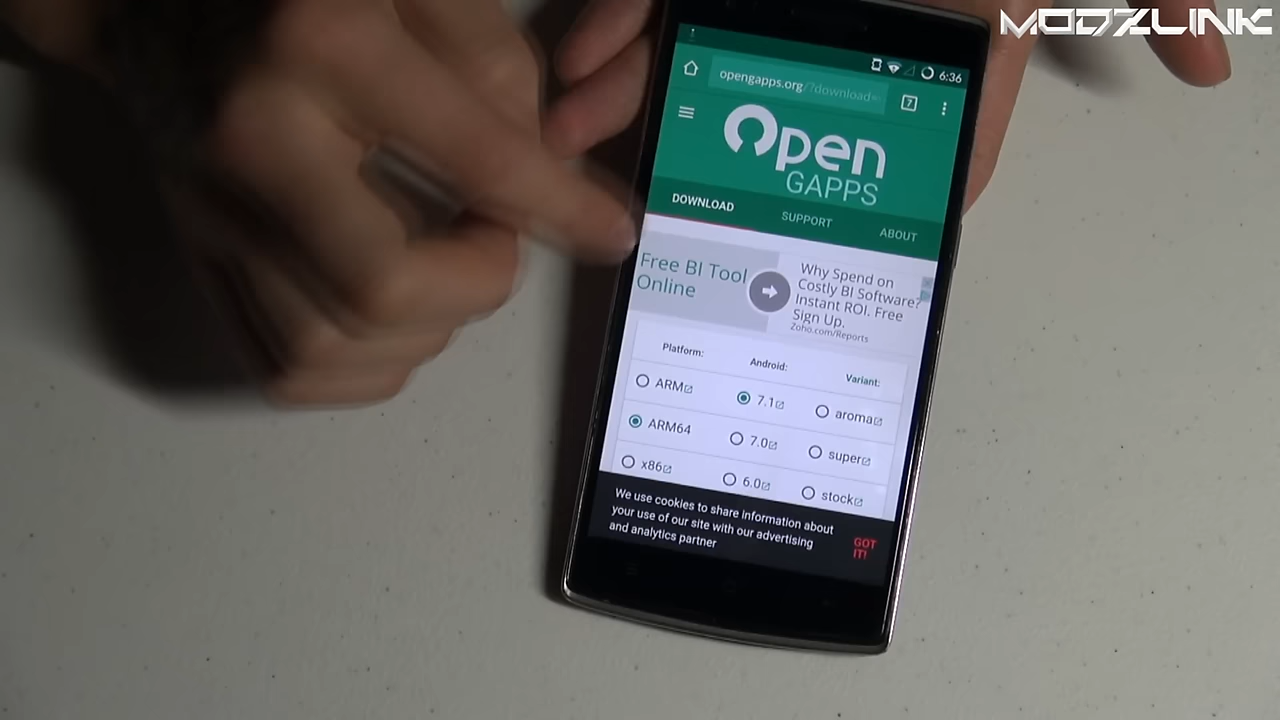 MODZLINK
6:36
opengapps.org/?download=
7
Open
GAPPS
DOWNLOAD SUPPORT ABOUT
Free BI Tool
Online
Why Spend on
Costly BI Software?
Instant ROI. Free
Sign Up.
Zoho.com/Reports
Platform: Android: Variant:
ARM 7.1 aroma
ARM64 7.0 super
x86 6.0 stock
We use cookies to share information about
your use of our site with our advertising
and analytics partner
GOT
IT!